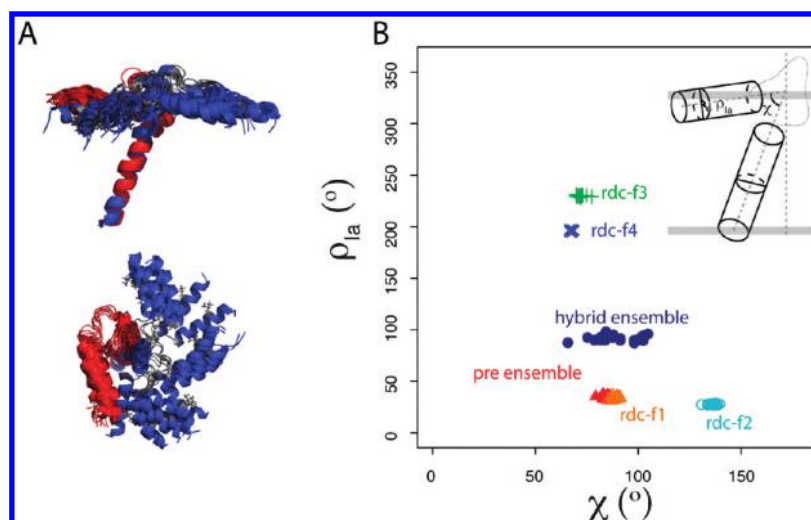 A
B
ρla (°)
350
300
250
200
150
100
50
0
rdc-f3
rdc-f4
hybrid ensemble
pre ensemble
rdc-f1
rdc-f2
r
ρla
χ
0
50
100
150
χ (°)